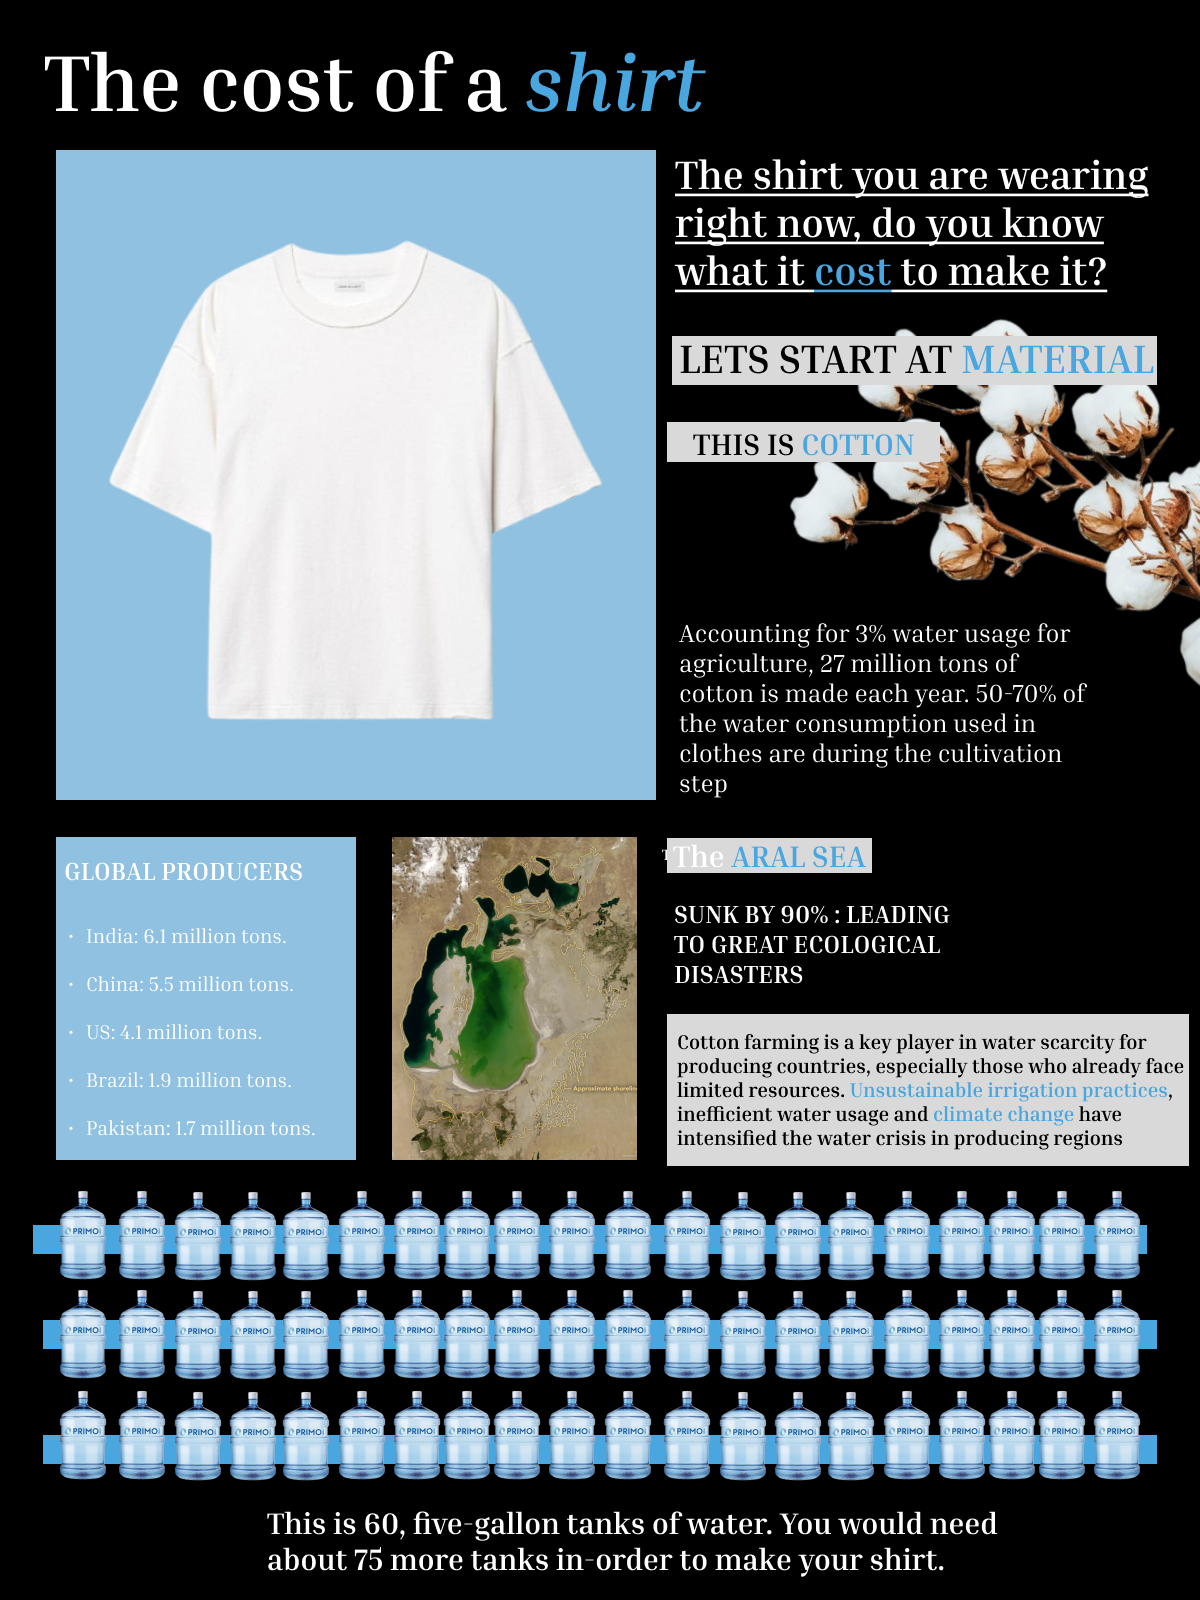 The cost of a shirt
The shirt you are wearing
right now, do you know
what it cost to make it?
LETS START AT MATERIAL
THIS IS COTTON
Accounting for 3% water usage for
agriculture, 27 million tons of
cotton is made each year. 50-70% of
the water consumption used in
clothes are during the cultivation
step
GLOBAL PRODUCERS
· India: 6.1 million tons.
· China: 5.5 million tons.
· US: 4.1 million tons.
· Brazil: 1.9 million tons.
· Pakistan: 1.7 million tons.
Approximate shorelin
The ARAL SEA
SUNK BY 90% : LEADING
TO GREAT ECOLOGICAL
DISASTERS
Cotton farming is a key player in water scarcity for
producing countries, especially those who already face
limited resources. Unsustainable irrigation practices,
inefficient water usage and climate change have
intensified the water crisis in producing regions
PRIMO PRIMO PRIMO PRIMO PRIMO PRIMO PRIMO PRIMO PRIMO PRIMO PRIMO PRIMO PRIMO PRIMO PRIMO PRIMO PRIMO PRIMO PRIMO PRIMO
PRIMO PRIMO PRIMO PRIMO PRIMO PRIMO PRIMO PRIMO PRIMO PRIMO PRIMO PRIMO PRIMO PRIMO PRIMO PRIMO PRIMO PRIMO PRIMO PRIMO
PRIMO PRIMO PRIMO PRIMO PRIMO PRIMO PRIMO PRIMO PRIMO PRIMO PRIMO PRIMO PRIMO PRIMO PRIMO PRIMO PRIMO PRIMO PRIMO PRIMO
This is 60, five-gallon tanks of water. You would need
about 75 more tanks in-order to make your shirt.